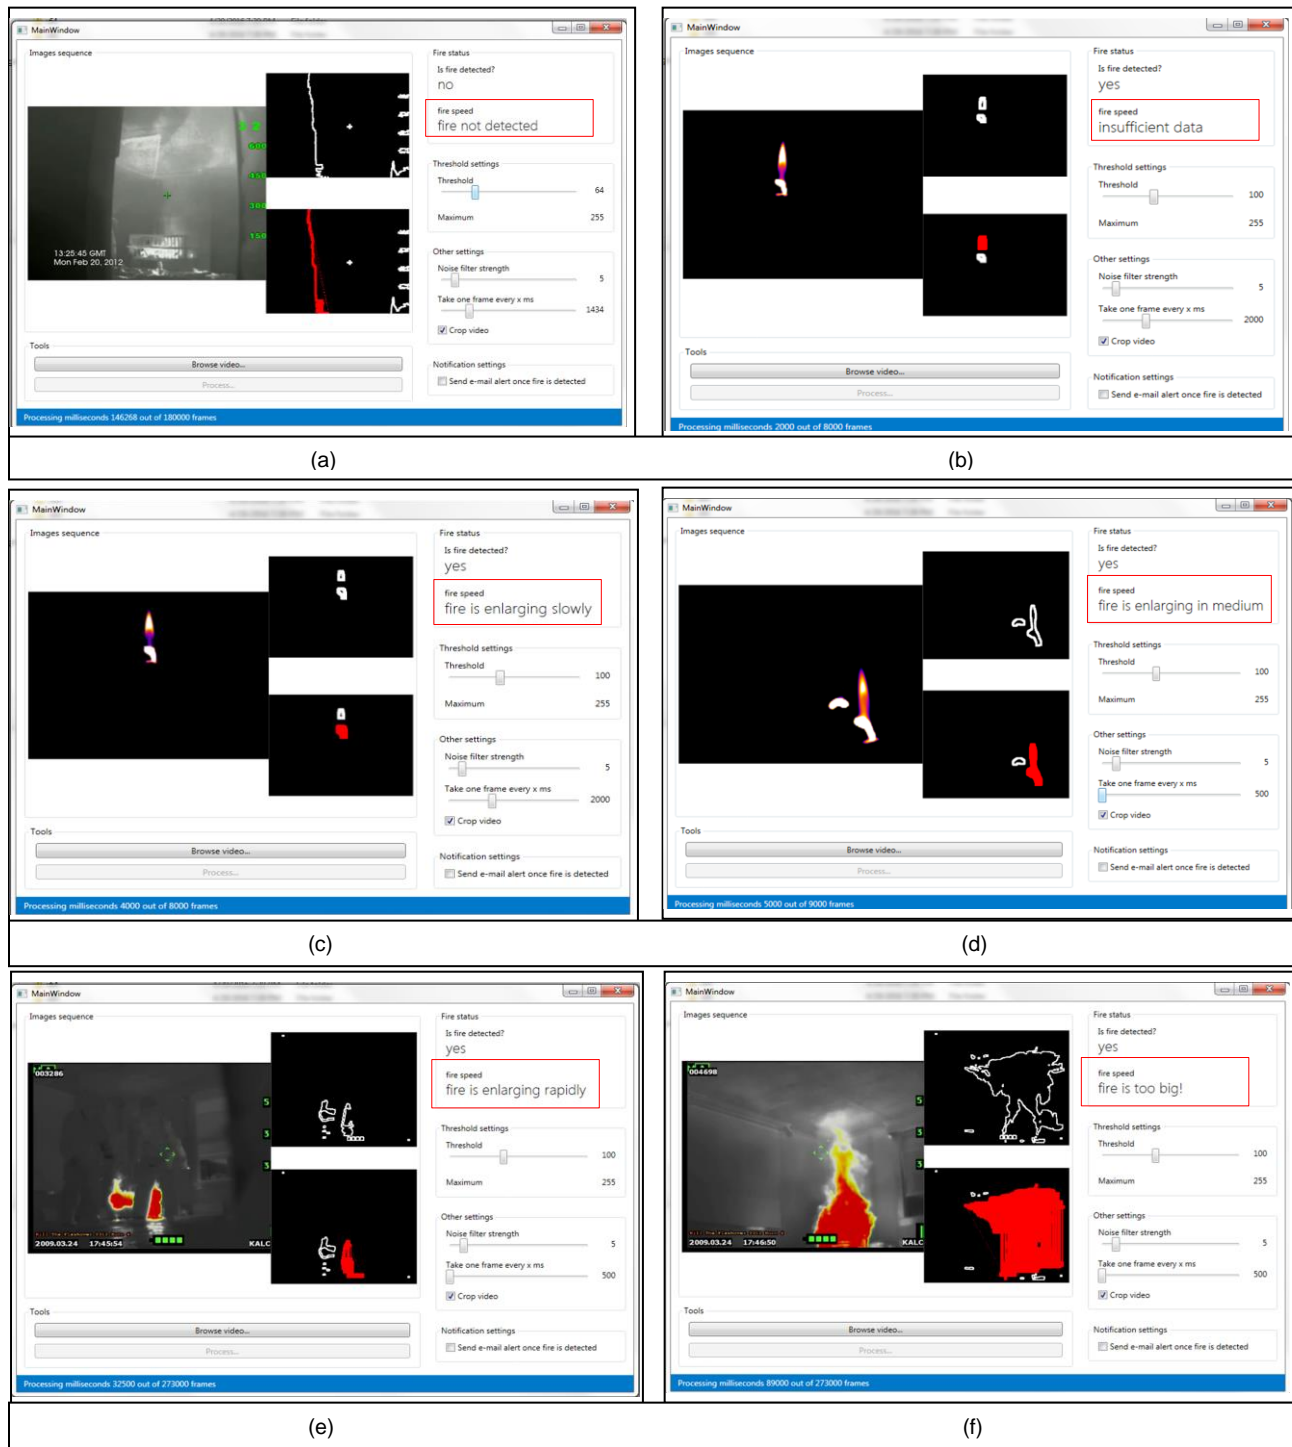 MainWindow
Images sequence
13:25:45 GMT
Mon Feb 20, 2012
600
450
300
150
Fire status
Is fire detected?
no
fire speed
fire not detected
Threshold settings
Threshold
64
Maximum
255
Other settings
Noise filter strength
5
Take one frame every x ms
1434
Crop video
Tools
Browse video...
Process...
Notification settings
Send e-mail alert once fire is detected
Processing milliseconds 146268 out of 180000 frames
(a)
MainWindow
Images sequence
Fire status
Is fire detected?
yes
fire speed
insufficient data
Threshold settings
Threshold
100
Maximum
255
Other settings
Noise filter strength
5
Take one frame every x ms
2000
Crop video
Tools
Browse video...
Process...
Notification settings
Send e-mail alert once fire is detected
Processing milliseconds 2000 out of 8000 frames
(b)
MainWindow
Images sequence
Fire status
Is fire detected?
yes
fire speed
fire is enlarging slowly
Threshold settings
Threshold
100
Maximum
255
Other settings
Noise filter strength
5
Take one frame every x ms
2000
Crop video
Tools
Browse video...
Process...
Notification settings
Send e-mail alert once fire is detected
Processing milliseconds 4000 out of 8000 frames
(c)
MainWindow
Images sequence
Fire status
Is fire detected?
yes
fire speed
fire is enlarging in medium
Threshold settings
Threshold
100
Maximum
255
Other settings
Noise filter strength
5
Take one frame every x ms
500
Crop video
Tools
Browse video...
Process...
Notification settings
Send e-mail alert once fire is detected
Processing milliseconds 5000 out of 9000 frames
(d)
MainWindow
Images sequence
003286
5
3
3
2009.03.24 17:45:54
KALC
Fire status
Is fire detected?
yes
fire speed
fire is enlarging rapidly
Threshold settings
Threshold
100
Maximum
255
Other settings
Noise filter strength
5
Take one frame every x ms
500
Crop video
Tools
Browse video...
Process...
Notification settings
Send e-mail alert once fire is detected
Processing milliseconds 32500 out of 273000 frames
(e)
MainWindow
Images sequence
004698
5
3
3
2009.03.24 17:46:50
KALC
Fire status
Is fire detected?
yes
fire speed
fire is too big!
Threshold settings
Threshold
100
Maximum
255
Other settings
Noise filter strength
5
Take one frame every x ms
500
Crop video
Tools
Browse video...
Process...
Notification settings
Send e-mail alert once fire is detected
Processing milliseconds 89000 out of 273000 frames
(f)